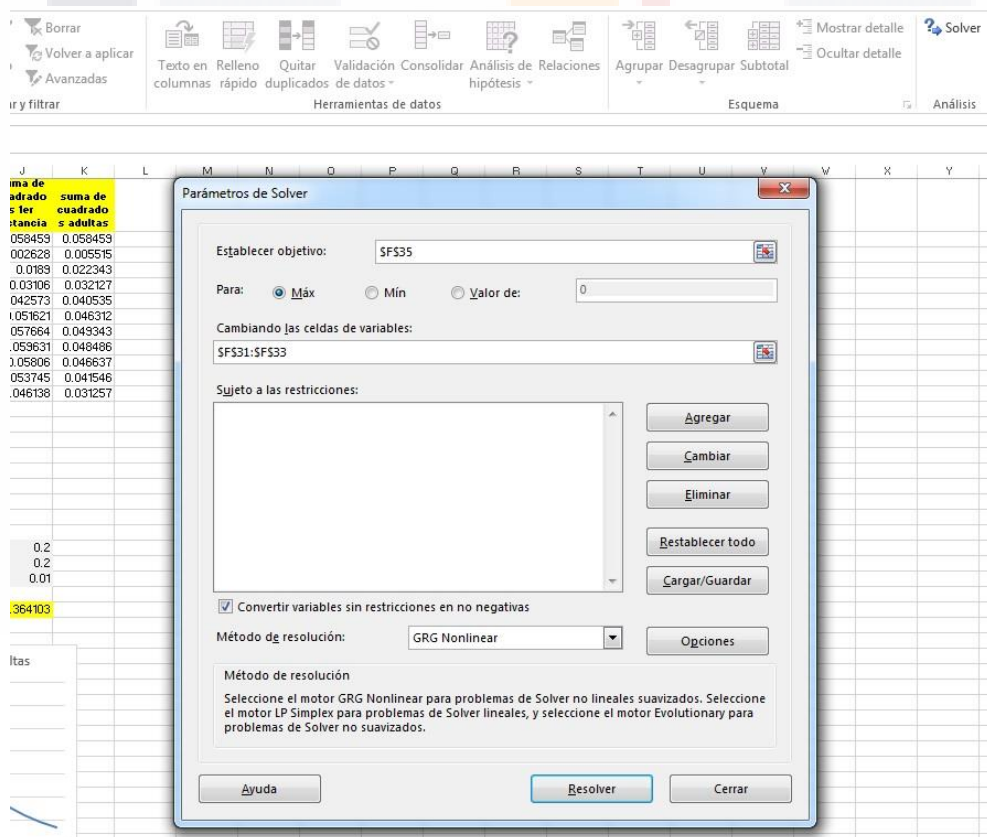 Borrar
Volver a aplicar
Avanzadas
ar y filtrar
Texto en columnas
Relleno rápido
Quitar duplicados
Validación de datos
Consolidar
Análisis de hipótesis
Relaciones
Herramientas de datos
Agrupar
Desagrupar
Subtotal
Mostrar detalle
Ocultar detalle
Esquema
Solver
Análisis
J K L M N O P Q R S T U V W X Y
suma de cuadrado s adultas
058459 0.058459
002628 0.005515
0.0189 0.022343
0.03106 0.032127
042573 0.040535
0.051621 0.046312
057664 0.049343
.059631 0.048486
0.05806 0.046637
053745 0.041546
.046138 0.031257
0.2
0.2
0.01
.364103
ltas
Parámetros de Solver
Establecer objetivo:
$F$35
Para:
Máx
Mín
Valor de:
0
Cambiando las celdas de variables:
$F$31:$F$33
Sujeto a las restricciones:
Agregar
Cambiar
Eliminar
Restablecer todo
Cargar/Guardar
Convertir variables sin restricciones en no negativas
Método de resolución:
GRG Nonlinear
Opciones
Método de resolución
Seleccione el motor GRG Nonlinear para problemas de Solver no lineales suavizados. Seleccione
el motor LP Simplex para problemas de Solver lineales, y seleccione el motor Evolutionary para
problemas de Solver no suavizados.
Ayuda
Resolver
Cerrar